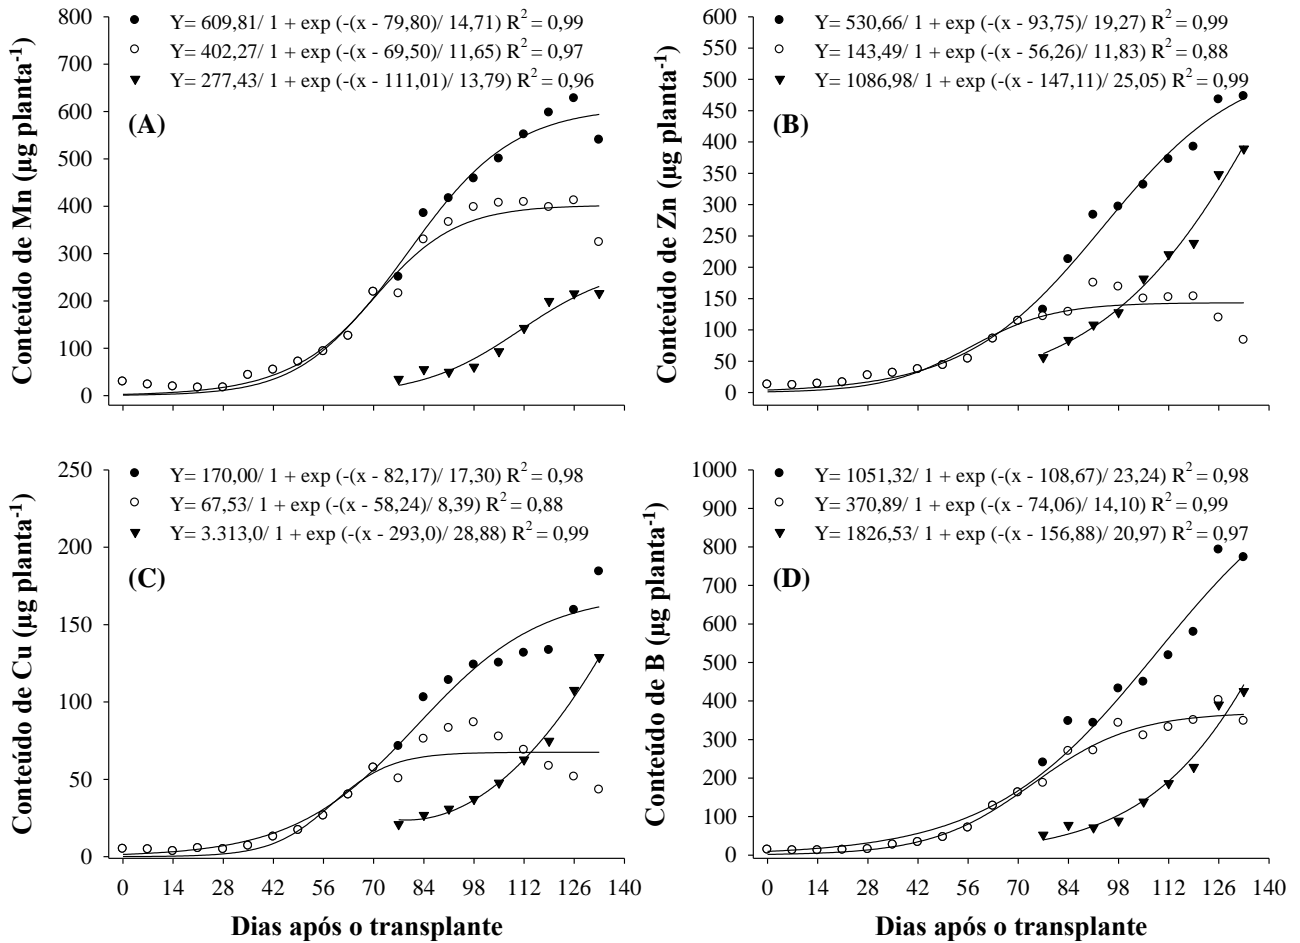 Y= 609,81/ 1 + exp (-(x - 79,80)/ 14,71) R² = 0,99
Y= 402,27/ 1 + exp (-(x - 69,50)/ 11,65) R² = 0,97
Y= 277,43/ 1 + exp (-(x - 111,01)/ 13,79) R² = 0,96
(A)
Conteúdo de Mn (µg planta⁻¹)
800
700
600
500
400
300
200
100
0
Y= 530,66/ 1 + exp (-(x - 93,75)/ 19,27) R² = 0,99
Y= 143,49/ 1 + exp (-(x - 56,26)/ 11,83) R² = 0,88
Y= 1086,98/ 1 + exp (-(x - 147,11)/ 25,05) R² = 0,99
(B)
Conteúdo de Zn (µg planta⁻¹)
600
550
500
450
400
350
300
250
200
150
100
50
0
Y= 170,00/ 1 + exp (-(x - 82,17)/ 17,30) R² = 0,98
Y= 67,53/ 1 + exp (-(x - 58,24)/ 8,39) R² = 0,88
Y= 3.313,0/ 1 + exp (-(x - 293,0)/ 28,88) R² = 0,99
(C)
Conteúdo de Cu (µg planta⁻¹)
250
200
150
100
50
0
0 14 28 42 56 70 84 98 112 126 140
Dias após o transplante
Y= 1051,32/ 1 + exp (-(x - 108,67)/ 23,24) R² = 0,98
Y= 370,89/ 1 + exp (-(x - 74,06)/ 14,10) R² = 0,99
Y= 1826,53/ 1 + exp (-(x - 156,88)/ 20,97) R² = 0,97
(D)
Conteúdo de B (µg planta⁻¹)
1000
900
800
700
600
500
400
300
200
100
0
0 14 28 42 56 70 84 98 112 126 140
Dias após o transplante